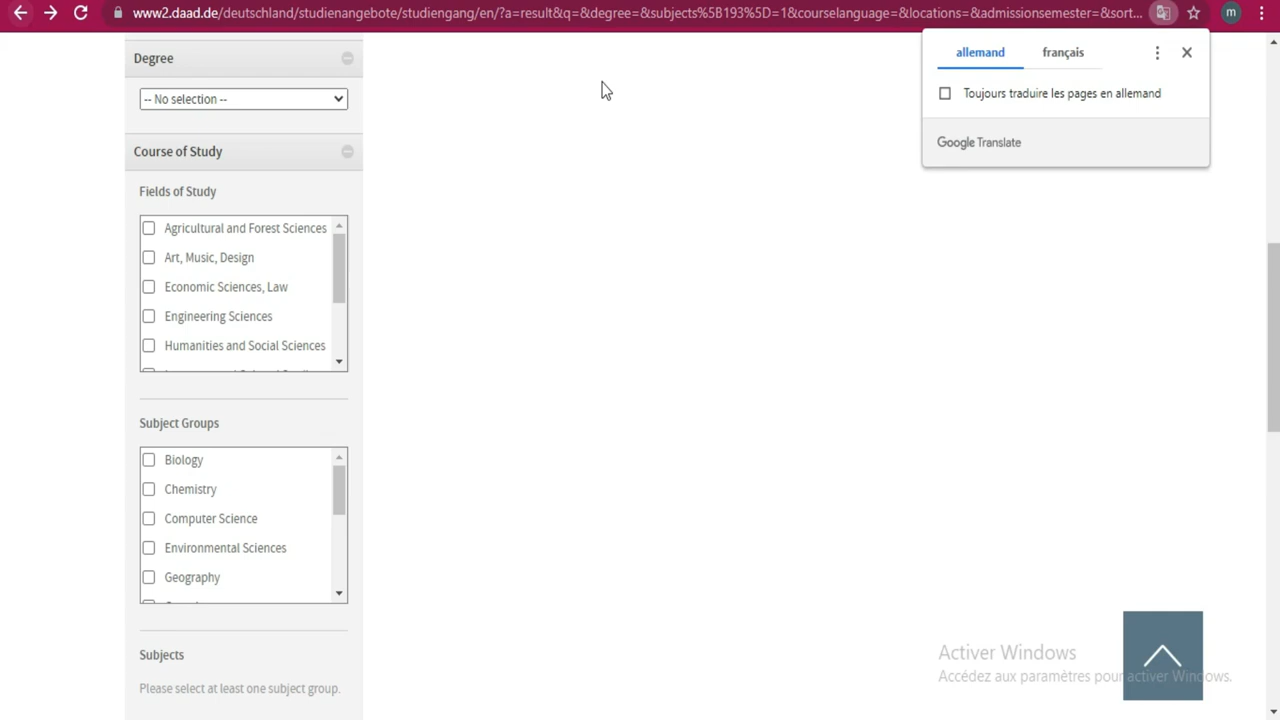 www2.daad.de/deutschland/studienangebote/studiengang/en/?a=result&q=&degree=&subjects%5B193%5D=1&courselanguage=&locations=&admissionsemester=&sort...
m
allemand
français
Toujours traduire les pages en allemand
Google Translate
Degree
-- No selection --
Course of Study
Fields of Study
Agricultural and Forest Sciences
Art, Music, Design
Economic Sciences, Law
Engineering Sciences
Humanities and Social Sciences
Subject Groups
Biology
Chemistry
Computer Science
Environmental Sciences
Geography
Subjects
Please select at least one subject group.
Activer Windows
Accédez aux paramètres pour activer Windows.